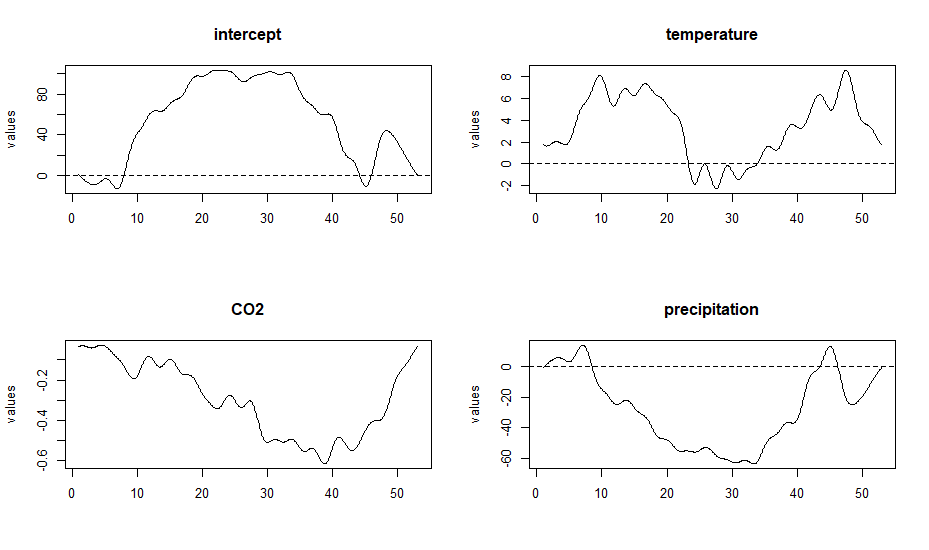 intercept
values
80
40
0
0 10 20 30 40 50
temperature
values
8
6
4
2
0
-2
0 10 20 30 40 50
CO2
values
-0.2
-0.4
-0.6
0 10 20 30 40 50
precipitation
values
0
-20
-40
-60
0 10 20 30 40 50